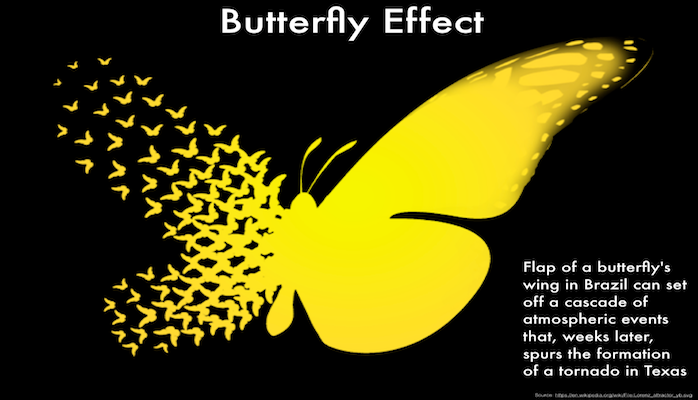 Butterfly Effect
Flap of a butterfly's
wing in Brazil can set
off a cascade of
atmospheric events
that, weeks later,
spurs the formation
of a tornado in Texas
Source: https://en.wikipedia.org/wiki/File:Lorenz_attractor_yb.svg